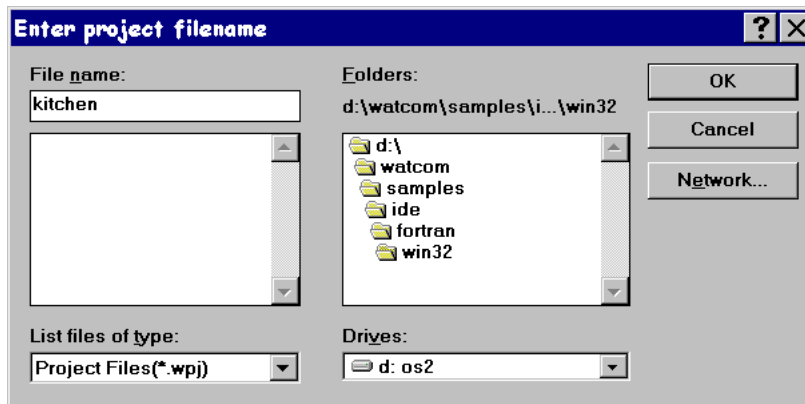 Enter project filename
File name:
kitchen
Folders:
d:\watcom\samples\i...\win32
d:\
watcom
samples
ide
fortran
win32
OK
Cancel
Network...
List files of type:
Project Files(*.wpj)
Drives:
d: os2